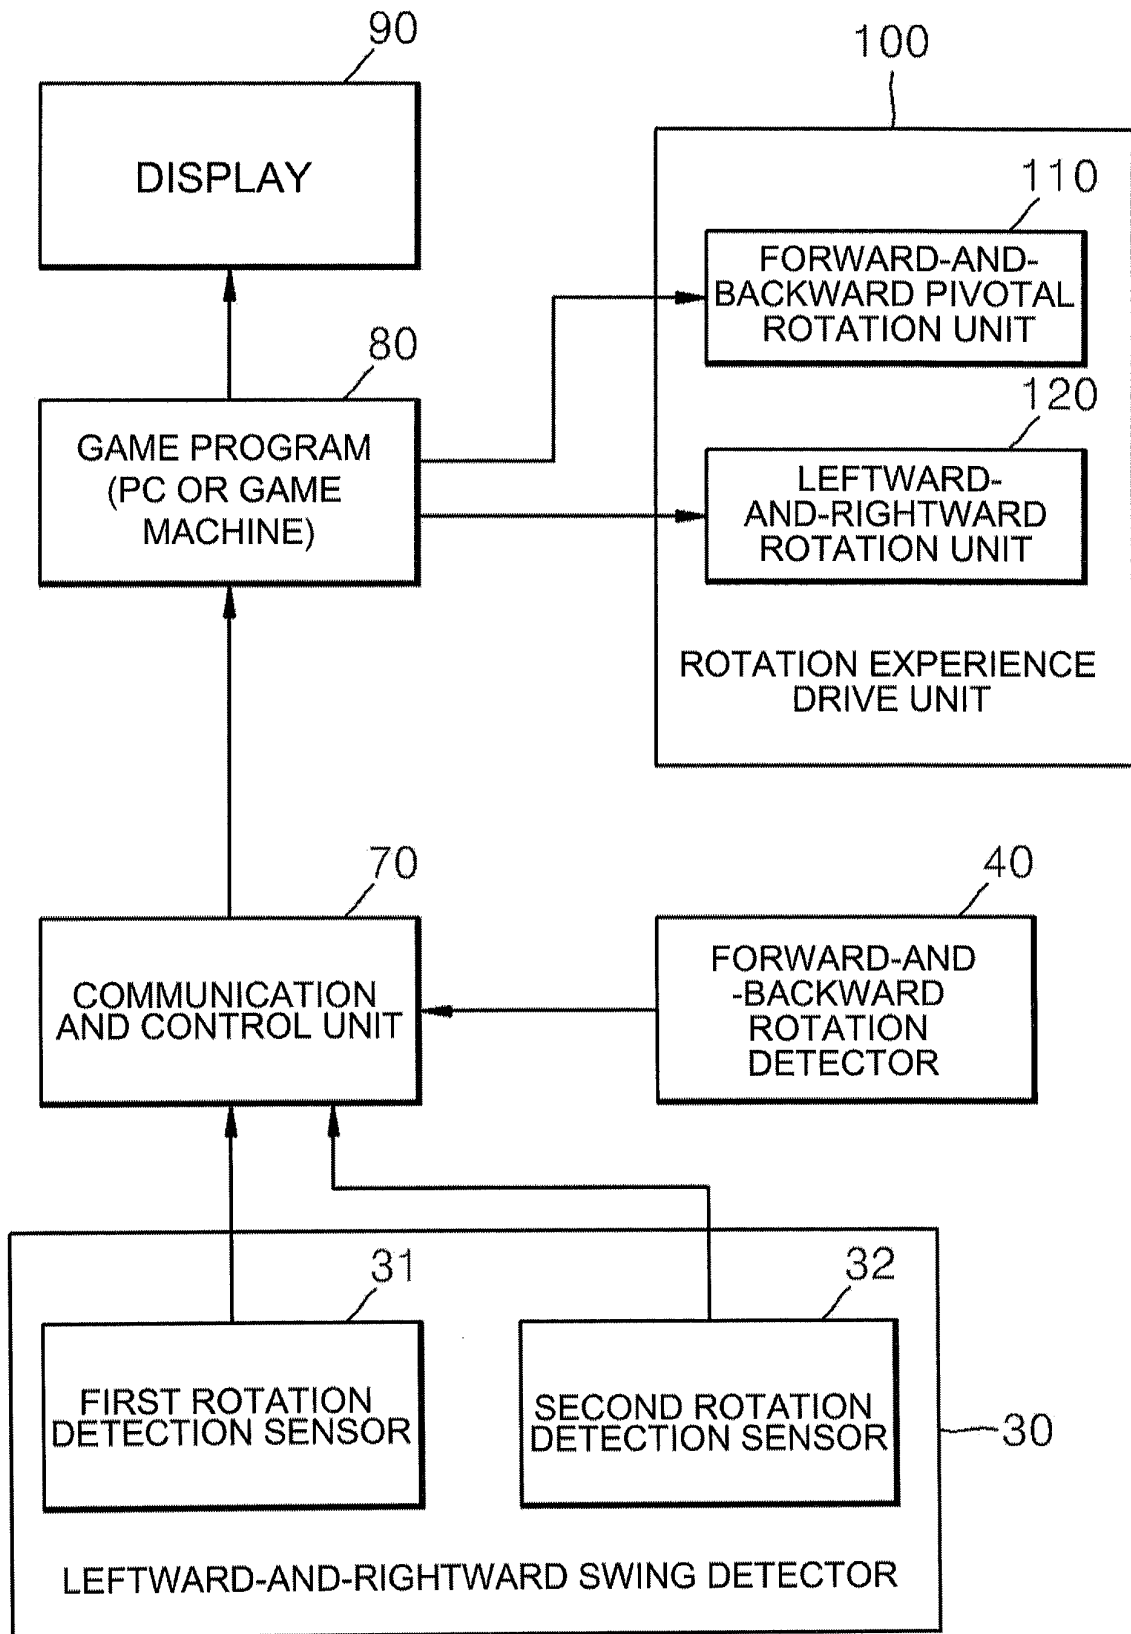 90
DISPLAY
100
110
FORWARD-AND-
BACKWARD PIVOTAL
ROTATION UNIT
80
GAME PROGRAM
(PC OR GAME
MACHINE)
120
LEFTWARD-
AND-RIGHTWARD
ROTATION UNIT
ROTATION EXPERIENCE
DRIVE UNIT
70
COMMUNICATION
AND CONTROL UNIT
40
FORWARD-AND
-BACKWARD
ROTATION
DETECTOR
31
FIRST ROTATION
DETECTION SENSOR
32
SECOND ROTATION
DETECTION SENSOR
30
LEFTWARD-AND-RIGHTWARD SWING DETECTOR